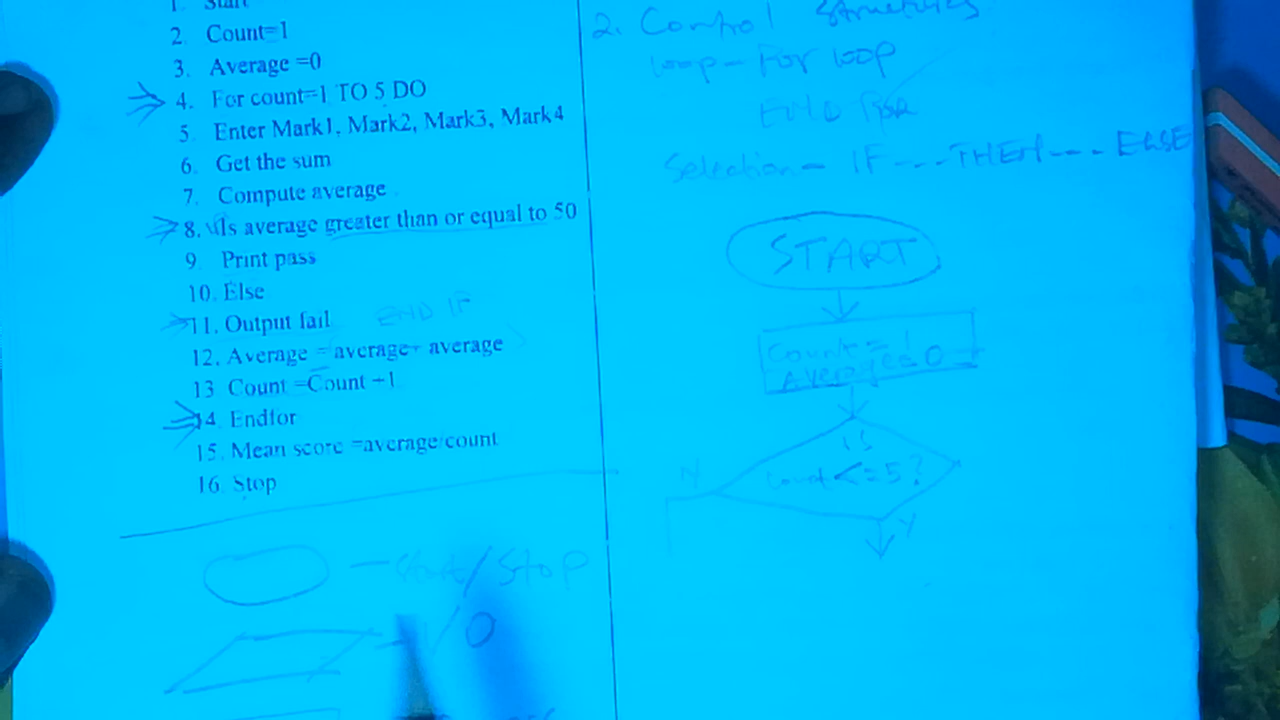 1. Start
2. Count=1
3. Average =0
4. For count=1 TO 5 DO
5. Enter Mark1, Mark2, Mark3, Mark4
6. Get the sum
7. Compute average
8. Is average greater than or equal to 50
9. Print pass
10. Else
11. Output fail END IF
12. Average = average+ average
13 Count =Count +1
14. Endfor
15. Mean score =average/count
16. Stop
Start/Stop
I/O
2. Control Structures
loop - For loop
END For
Selection - IF --- THEN --- ELSE
START
Count = 1
Average = 0
is
count <= 5?
N
Y